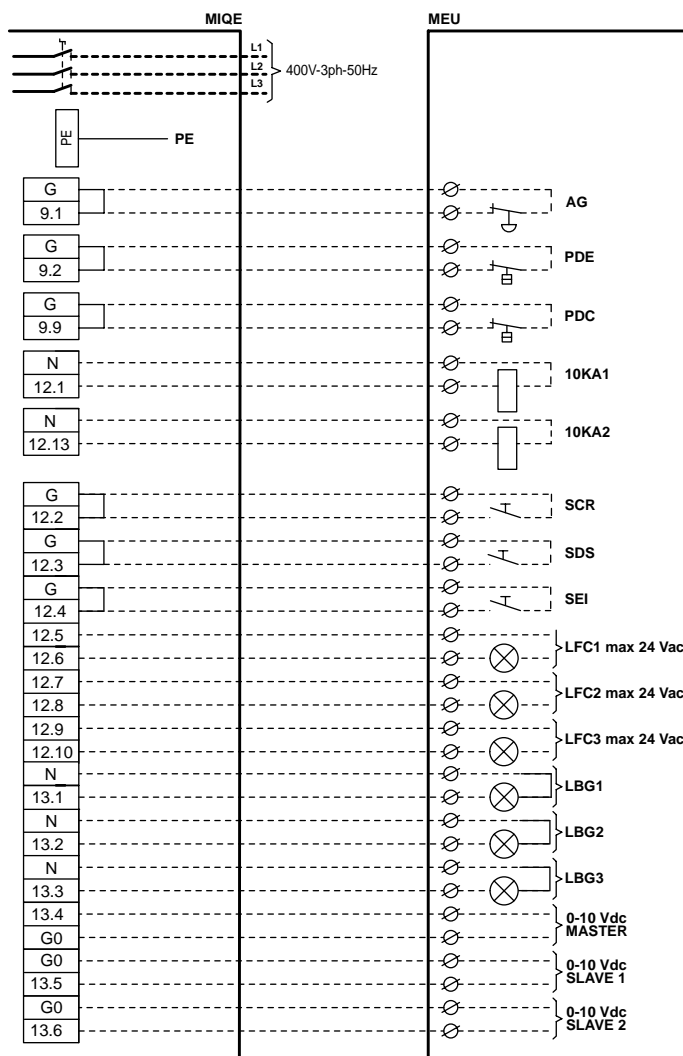 MIQE MEU
L1
L2
400V-3ph-50Hz
L3
PE PE
G
AG
9.1
G
PDE
9.2
G
PDC
9.9
N
10KA1
12.1
N
10KA2
12.13
G
SCR
12.2
G
SDS
12.3
G
SEI
12.4
12.5
LFC1 max 24 Vac
12.6
12.7
LFC2 max 24 Vac
12.8
12.9
LFC3 max 24 Vac
12.10
N
LBG1
13.1
N
LBG2
13.2
N
LBG3
13.3
13.4
0-10 Vdc
MASTER
G0
G0
0-10 Vdc
SLAVE 1
13.5
G0
0-10 Vdc
SLAVE 2
13.6